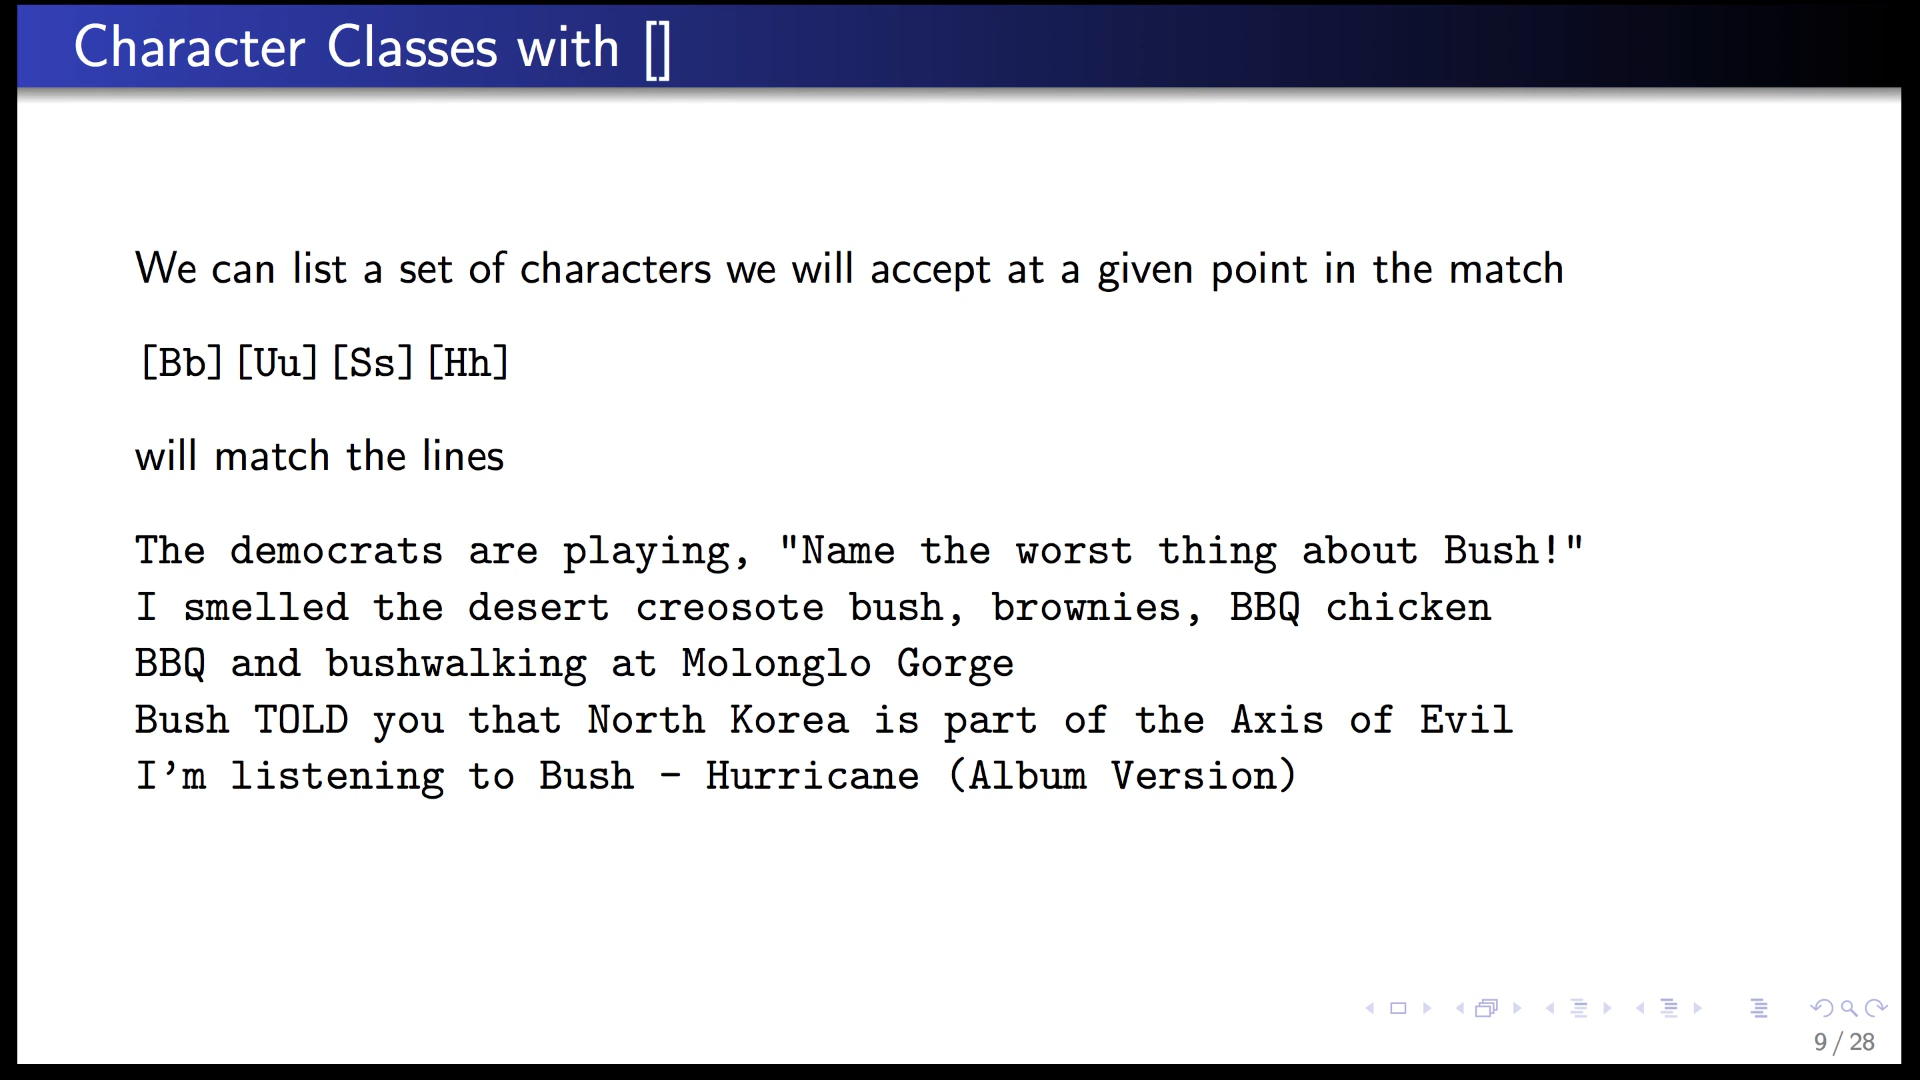 Character Classes with []
We can list a set of characters we will accept at a given point in the match
[Bb][Uu][Ss][Hh]
will match the lines
The democrats are playing, "Name the worst thing about Bush!"
I smelled the desert creosote bush, brownies, BBQ chicken
BBQ and bushwalking at Molonglo Gorge
Bush TOLD you that North Korea is part of the Axis of Evil
I’m listening to Bush - Hurricane (Album Version)
9 / 28